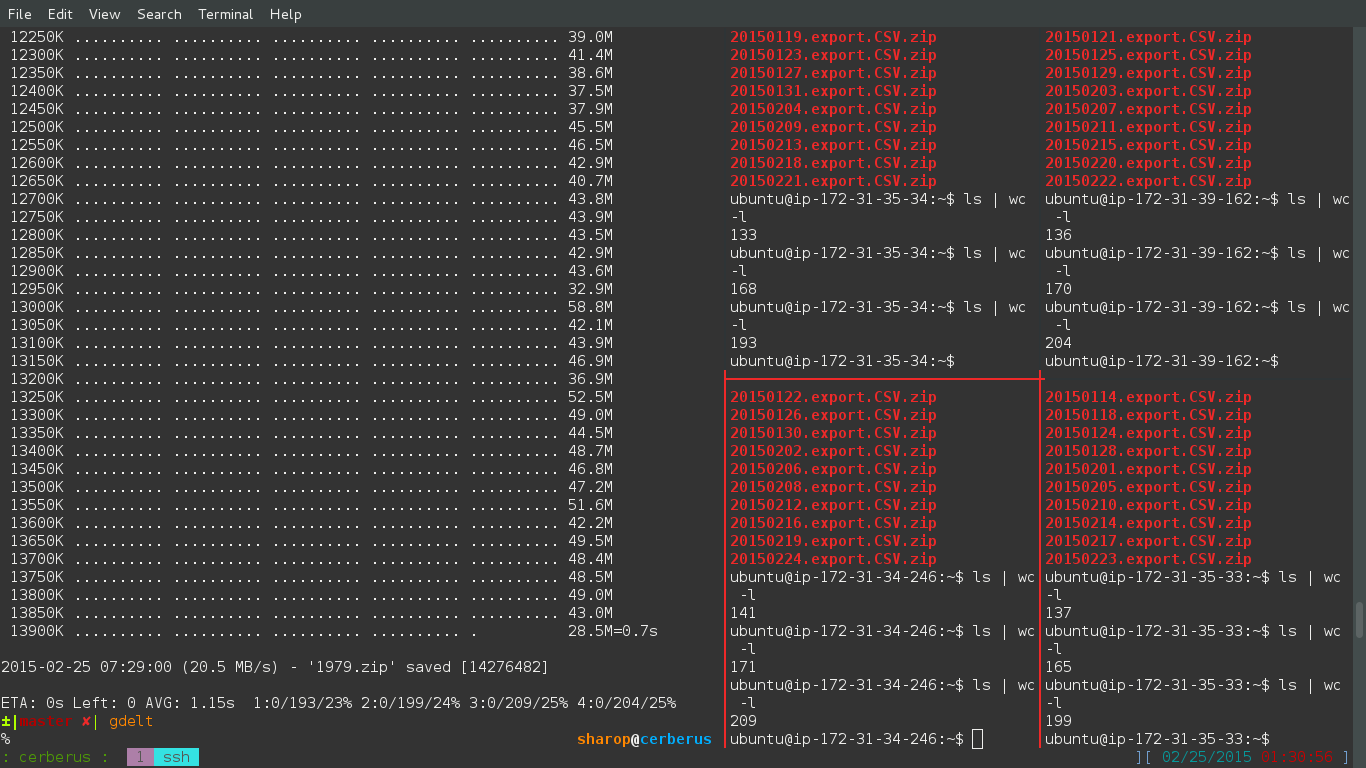 File Edit View Search Terminal Help
12250K .......... .......... .......... .......... .......... 39.0M
12300K .......... .......... .......... .......... .......... 41.4M
12350K .......... .......... .......... .......... .......... 38.6M
12400K .......... .......... .......... .......... .......... 37.5M
12450K .......... .......... .......... .......... .......... 37.9M
12500K .......... .......... .......... .......... .......... 45.5M
12550K .......... .......... .......... .......... .......... 46.5M
12600K .......... .......... .......... .......... .......... 42.9M
12650K .......... .......... .......... .......... .......... 40.7M
12700K .......... .......... .......... .......... .......... 43.8M
12750K .......... .......... .......... .......... .......... 43.9M
12800K .......... .......... .......... .......... .......... 43.5M
12850K .......... .......... .......... .......... .......... 42.9M
12900K .......... .......... .......... .......... .......... 43.6M
12950K .......... .......... .......... .......... .......... 32.9M
13000K .......... .......... .......... .......... .......... 58.8M
13050K .......... .......... .......... .......... .......... 42.1M
13100K .......... .......... .......... .......... .......... 43.9M
13150K .......... .......... .......... .......... .......... 46.9M
13200K .......... .......... .......... .......... .......... 36.9M
13250K .......... .......... .......... .......... .......... 52.5M
13300K .......... .......... .......... .......... .......... 49.0M
13350K .......... .......... .......... .......... .......... 44.5M
13400K .......... .......... .......... .......... .......... 48.7M
13450K .......... .......... .......... .......... .......... 46.8M
13500K .......... .......... .......... .......... .......... 47.2M
13550K .......... .......... .......... .......... .......... 51.6M
13600K .......... .......... .......... .......... .......... 42.2M
13650K .......... .......... .......... .......... .......... 49.5M
13700K .......... .......... .......... .......... .......... 48.4M
13750K .......... .......... .......... .......... .......... 48.5M
13800K .......... .......... .......... .......... .......... 49.0M
13850K .......... .......... .......... .......... .......... 43.0M
13900K .......... .......... .......... .......... . 28.5M=0.7s
2015-02-25 07:29:00 (20.5 MB/s) - '1979.zip' saved [14276482]
ETA: 0s Left: 0 AVG: 1.15s 1:0/193/23% 2:0/199/24% 3:0/209/25% 4:0/204/25%
±|master ✘| gdelt
% sharop@cerberus
20150119.export.CSV.zip
20150123.export.CSV.zip
20150127.export.CSV.zip
20150131.export.CSV.zip
20150204.export.CSV.zip
20150209.export.CSV.zip
20150213.export.CSV.zip
20150218.export.CSV.zip
20150221.export.CSV.zip
ubuntu@ip-172-31-35-34:~$ ls | wc
-l
133
ubuntu@ip-172-31-35-34:~$ ls | wc
-l
168
ubuntu@ip-172-31-35-34:~$ ls | wc
-l
193
ubuntu@ip-172-31-35-34:~$
20150121.export.CSV.zip
20150125.export.CSV.zip
20150129.export.CSV.zip
20150203.export.CSV.zip
20150207.export.CSV.zip
20150211.export.CSV.zip
20150215.export.CSV.zip
20150220.export.CSV.zip
20150222.export.CSV.zip
ubuntu@ip-172-31-39-162:~$ ls | wc
-l
136
ubuntu@ip-172-31-39-162:~$ ls | wc
-l
170
ubuntu@ip-172-31-39-162:~$ ls | wc
-l
204
ubuntu@ip-172-31-39-162:~$
20150122.export.CSV.zip
20150126.export.CSV.zip
20150130.export.CSV.zip
20150202.export.CSV.zip
20150206.export.CSV.zip
20150208.export.CSV.zip
20150212.export.CSV.zip
20150216.export.CSV.zip
20150219.export.CSV.zip
20150224.export.CSV.zip
ubuntu@ip-172-31-34-246:~$ ls | wc
-l
141
ubuntu@ip-172-31-34-246:~$ ls | wc
-l
171
ubuntu@ip-172-31-34-246:~$ ls | wc
-l
209
ubuntu@ip-172-31-34-246:~$
20150114.export.CSV.zip
20150118.export.CSV.zip
20150124.export.CSV.zip
20150128.export.CSV.zip
20150201.export.CSV.zip
20150205.export.CSV.zip
20150210.export.CSV.zip
20150214.export.CSV.zip
20150217.export.CSV.zip
20150223.export.CSV.zip
ubuntu@ip-172-31-35-33:~$ ls | wc
-l
137
ubuntu@ip-172-31-35-33:~$ ls | wc
-l
165
ubuntu@ip-172-31-35-33:~$ ls | wc
-l
199
ubuntu@ip-172-31-35-33:~$
: cerberus : 1 ssh ][ 02/25/2015 01:30:56 ]